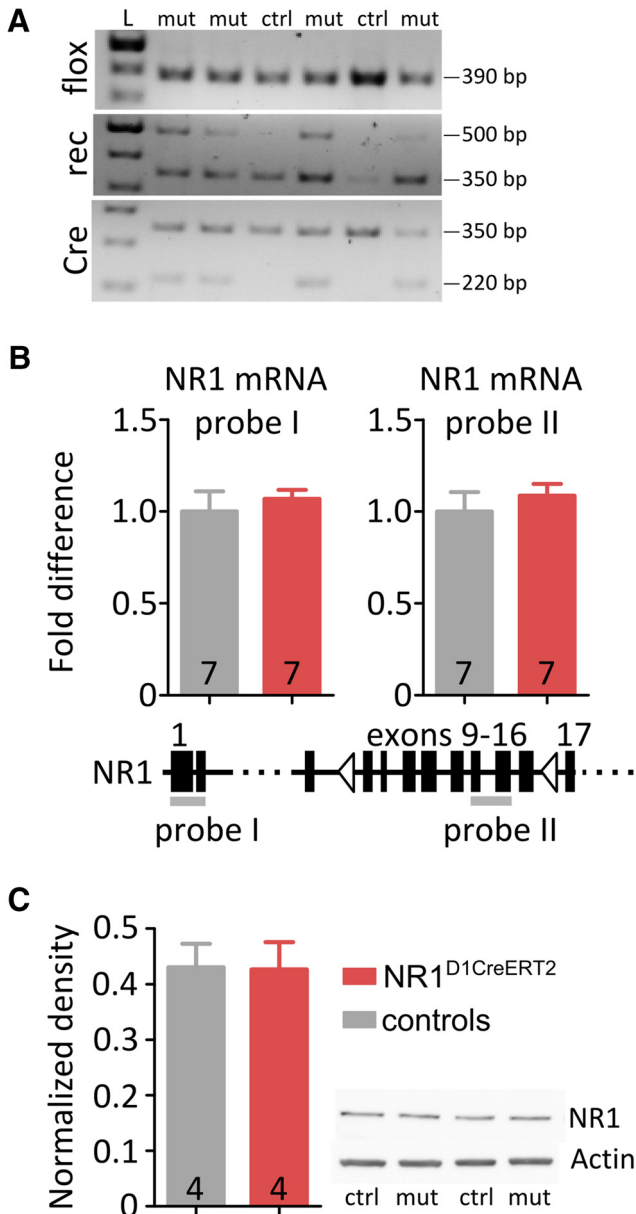 A
L mut mut ctrl mut ctrl mut
flox
390 bp
rec
500 bp
350 bp
Cre
350 bp
220 bp
B
NR1 mRNA
probe I
NR1 mRNA
probe II
Fold difference
1.5
1.0
0.5
0
7 7
1.5
1.0
0.5
0
7 7
1 exons 9-16 17
NR1
probe I probe II
C
Normalized density
0.5
0.4
0.3
0.2
0.1
0
4 4
NR1D1CreERT2
controls
NR1
Actin
ctrl mut ctrl mut